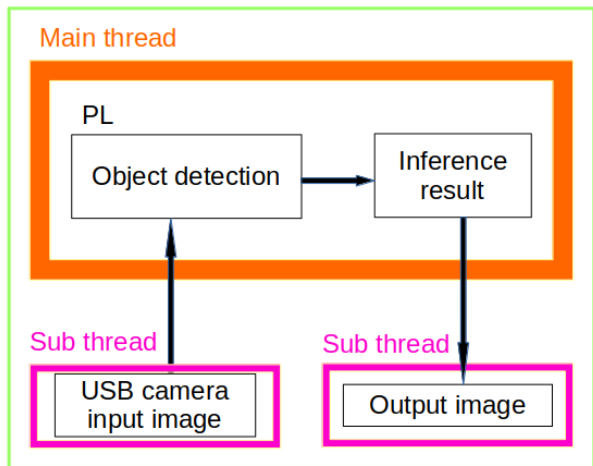 Main thread
PL
Object detection
Inference
result
Sub thread
USB camera
input image
Sub thread
Output image